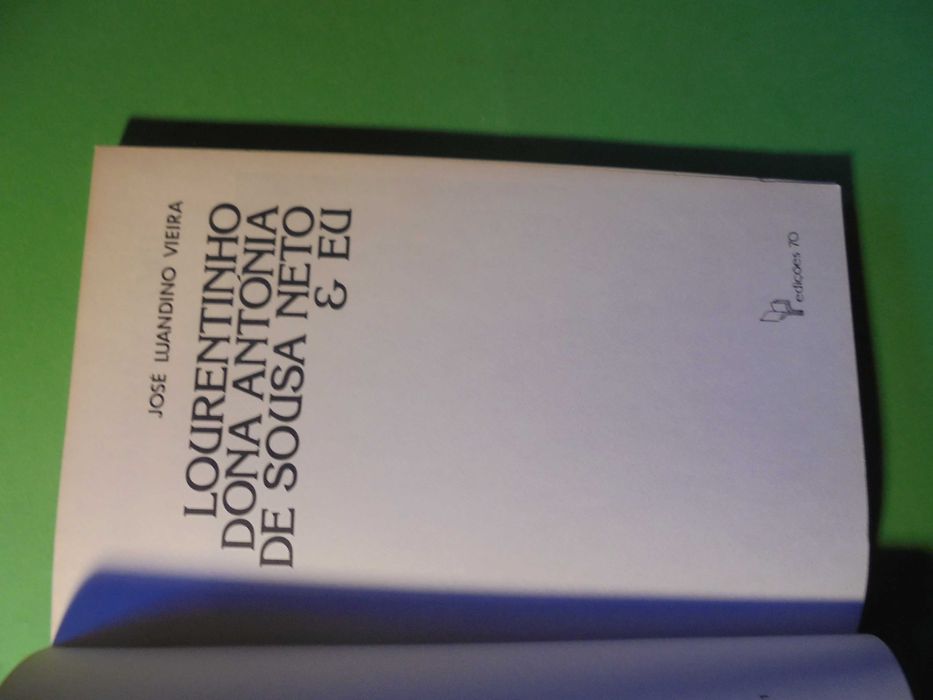 JOSÉ LUANDINO VIEIRA
LOURENTINHO
DONA ANTÓNIA
DE SOUSA NETO
& EU
edições 70